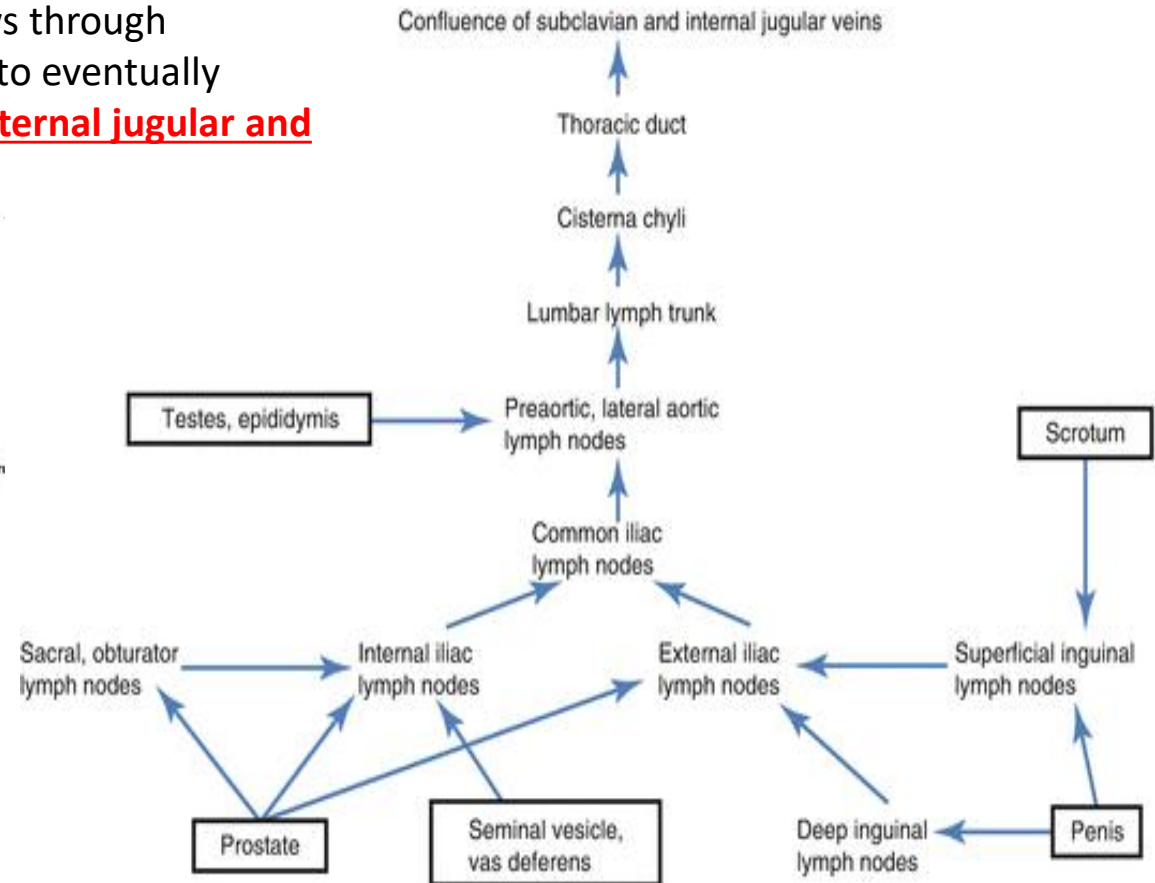 ys through
to eventually
ternal jugular and
Confluence of subclavian and internal jugular veins
Thoracic duct
Cisterna chyli
Lumbar lymph trunk
Testes, epididymis
Preaortic, lateral aortic
lymph nodes
Scrotum
Common iliac
lymph nodes
Sacral, obturator
lymph nodes
Internal iliac
lymph nodes
External iliac
lymph nodes
Superficial inguinal
lymph nodes
Prostate
Seminal vesicle,
vas deferens
Deep inguinal
lymph nodes
Penis